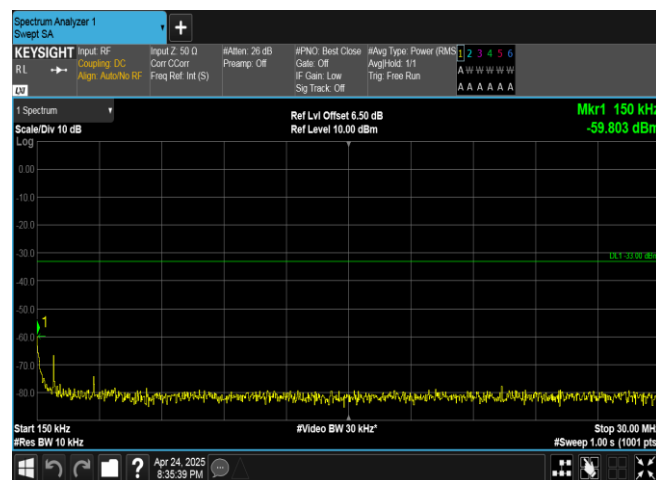 Spectrum Analyzer 1
Swept SA
+
KEYSIGHT Input: RF Input Z: 50 Ω #Atten: 26 dB #PNO: Best Close #Avg Type: Power (RMS 1 2 3 4 5 6
RL Coupling: DC Corr CCorr Preamp: Off Gate: Off Avg|Hold: 1/1 A W W W W W
Align: Auto/No RF Freq Ref: Int (S) IF Gain: Low Trig: Free Run
LXI Sig Track: Off A A A A A A
1 Spectrum Ref Lvl Offset 6.50 dB Mkr1 150 kHz
Scale/Div 10 dB Ref Level 10.00 dBm -59.803 dBm
Log
0.00
-10.0
-20.0
-30.0
DL1 -33.00 dBm
-40.0
-50.0
1
-60.0
-70.0
-80.0
Start 150 kHz #Video BW 30 kHz* Stop 30.00 MHz
#Res BW 10 kHz #Sweep 1.00 s (1001 pts
? Apr 24, 2025
8:35:39 PM